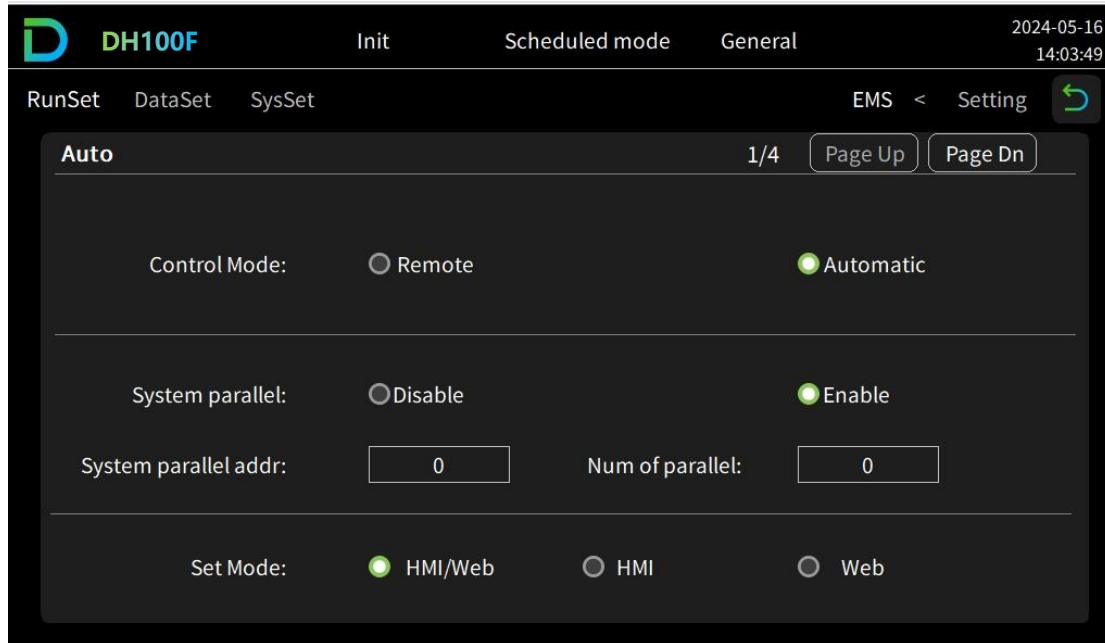 DH100F Init Scheduled mode General 2024-05-16
14:03:49
RunSet DataSet SysSet EMS < Setting
Auto 1/4 Page Up Page Dn
Control Mode: Remote Automatic
System parallel: Disable Enable
System parallel addr: 0 Num of parallel: 0
Set Mode: HMI/Web HMI Web